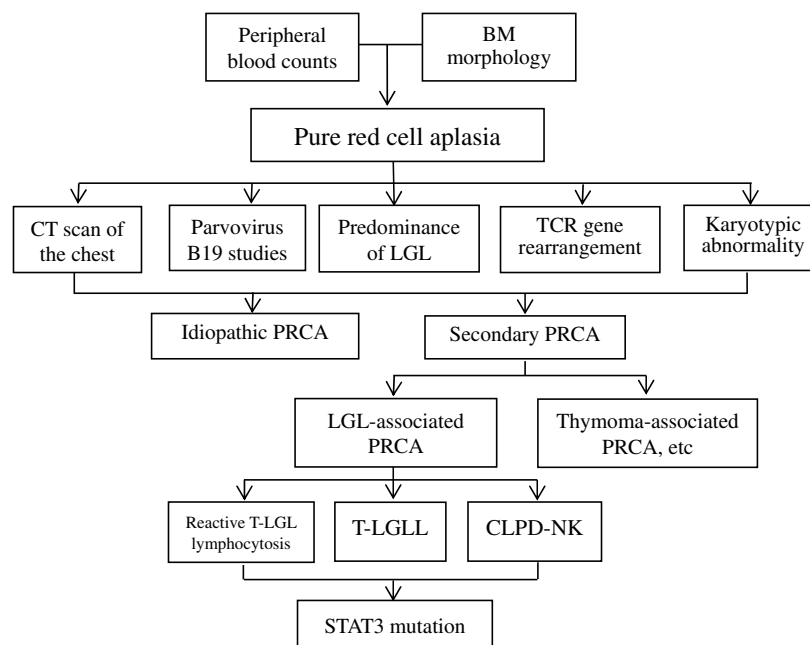 Peripheral
blood counts
BM
morphology
Pure red cell aplasia
CT scan of
the chest
Parvovirus
B19 studies
Predominance
of LGL
TCR gene
rearrangement
Karyotypic
abnormality
Idiopathic PRCA
Secondary PRCA
LGL-associated
PRCA
Thymoma-associated
PRCA, etc
Reactive T-LGL
lymphocytosis
T-LGLL
CLPD-NK
STAT3 mutation